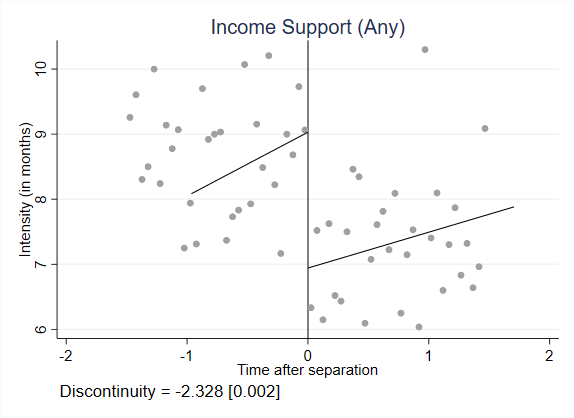 Income Support (Any)
Intensity (in months)
10
9
8
7
6
-2
-1
0
1
2
Time after separation
Discontinuity = -2.328 [0.002]